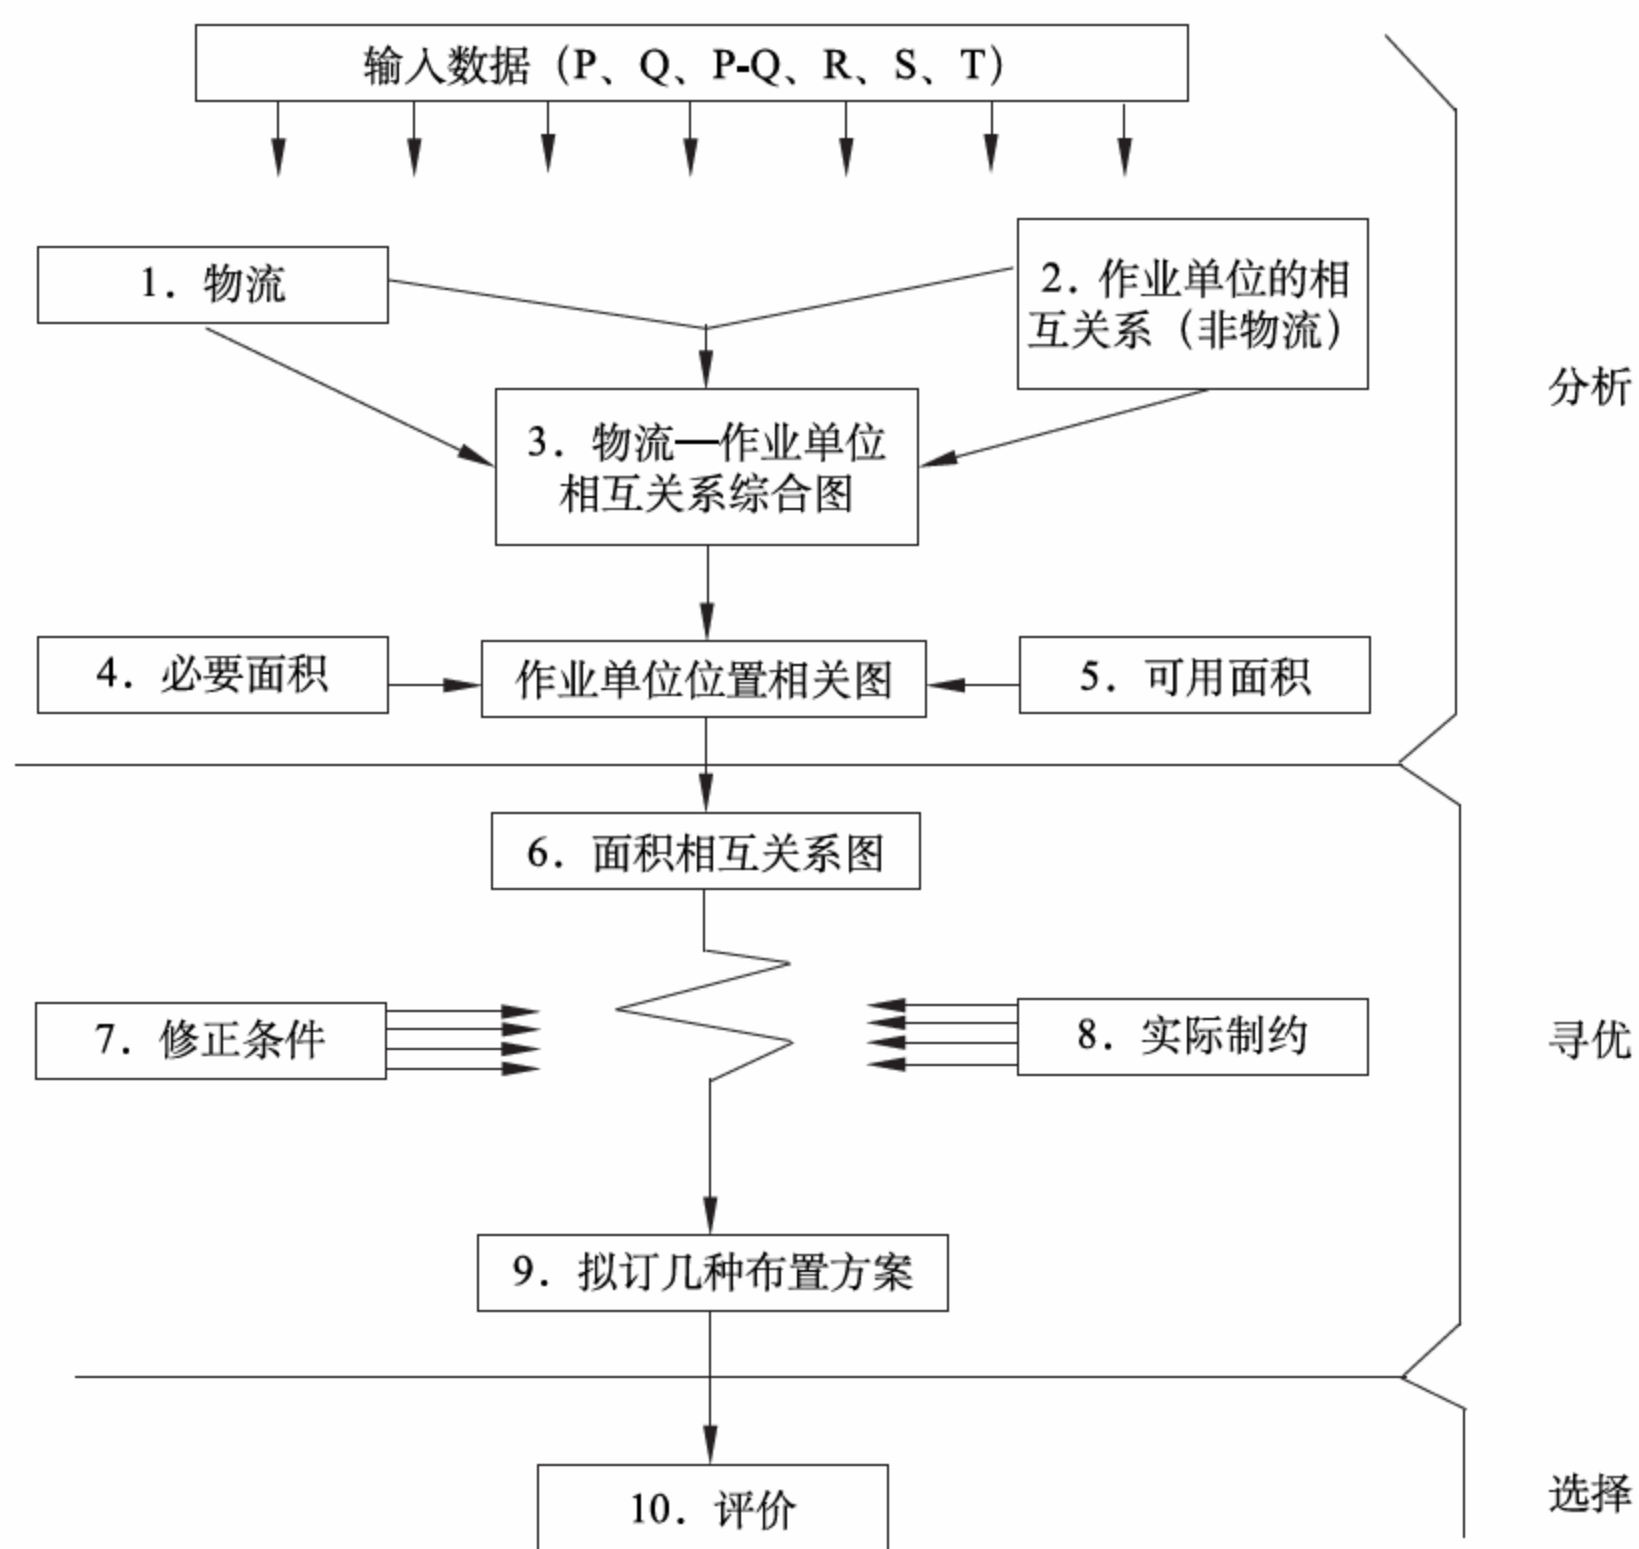 输入数据（P、Q、P-Q、R、S、T）
1. 物流
2. 作业单位的相
互关系（非物流）
分析
3. 物流—作业单位
相互关系综合图
4. 必要面积
作业单位位置相关图
5. 可用面积
6. 面积相互关系图
7. 修正条件
8. 实际制约
寻优
9. 拟订几种布置方案
10. 评价
选择